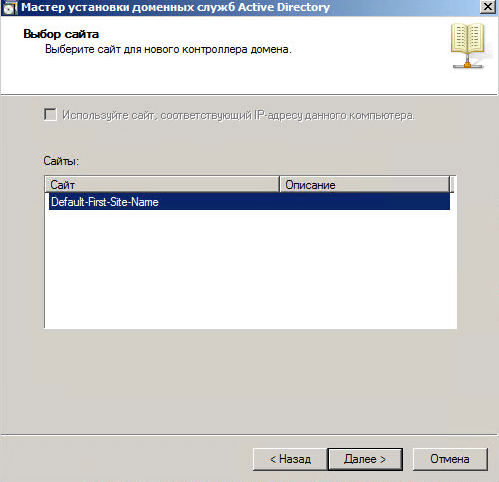 Мастер установки доменных служб Active Directory
Выбор сайта
Выберите сайт для нового контроллера домена.
Используйте сайт, соответствующий IP-адресу данного компьютера.
Сайты:
Сайт Описание
Default-First-Site-Name
< Назад Далее > Отмена